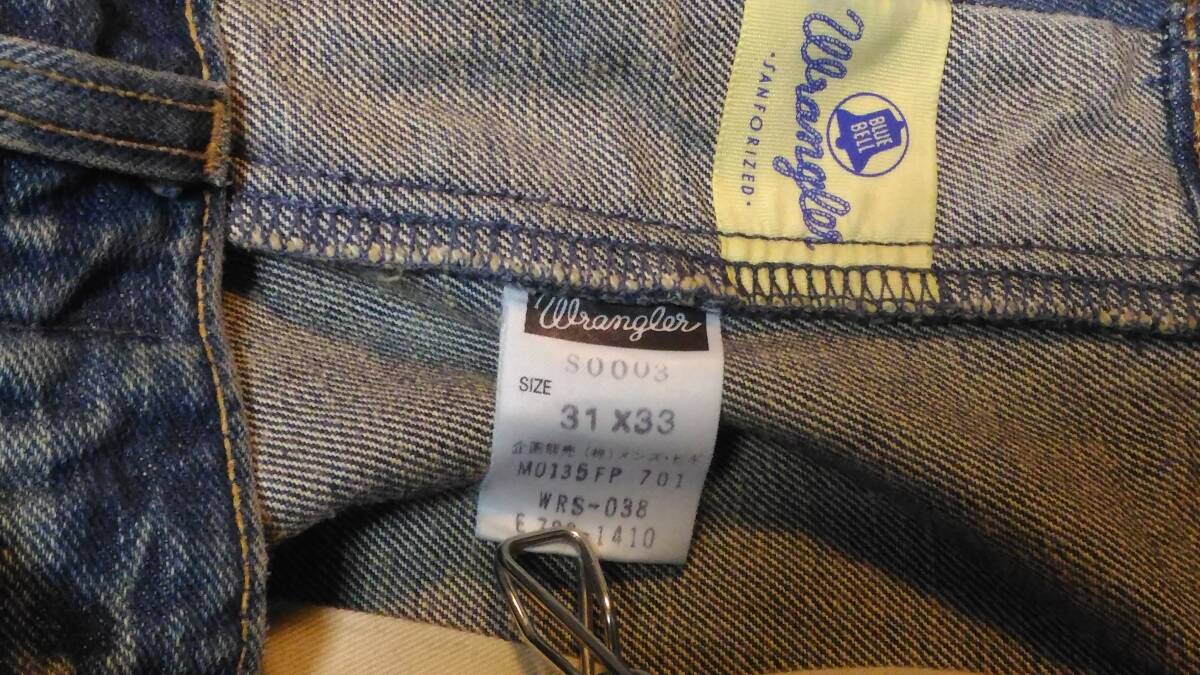 Wrangler
BLUE
BELL
·SANFORIZED·
Wrangler
S0003
SIZE
31 X33
企画販売 (株)メンズ・ビギ
M0135FP 701
WRS-038
1410